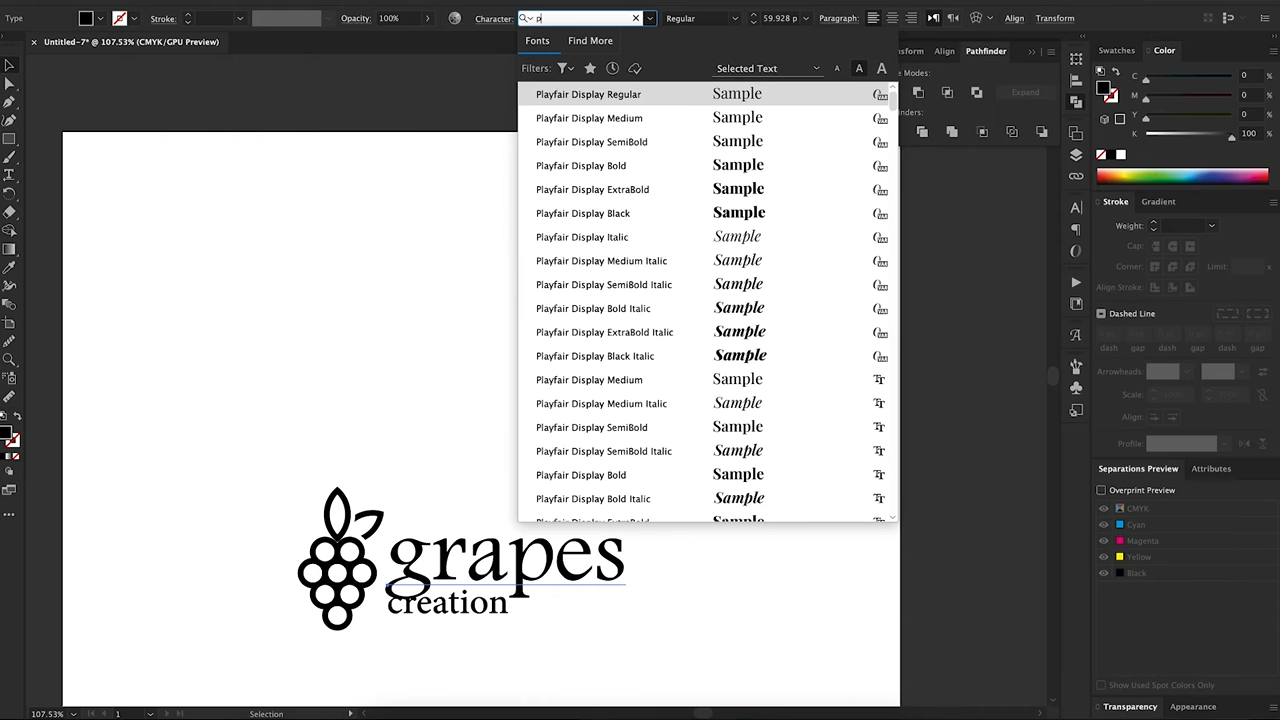 Type Stroke: Opacity: 100% Character: p Regular 59.928 p Paragraph: Align Transform
× Untitled-7* @ 107.53% (CMYK/GPU Preview)
Fonts Find More
Filters: Selected Text A A A
Playfair Display Regular Sample
Playfair Display Medium Sample
Playfair Display SemiBold Sample
Playfair Display Bold Sample
Playfair Display ExtraBold Sample
Playfair Display Black Sample
Playfair Display Italic Sample
Playfair Display Medium Italic Sample
Playfair Display SemiBold Italic Sample
Playfair Display Bold Italic Sample
Playfair Display ExtraBold Italic Sample
Playfair Display Black Italic Sample
Playfair Display Medium Sample
Playfair Display Medium Italic Sample
Playfair Display SemiBold Sample
Playfair Display SemiBold Italic Sample
Playfair Display Bold Sample
Playfair Display Bold Italic Sample
Playfair Display ExtraBold Sample
grapes
creation
107.53% 1 Selection
Align Pathfinder
Expand
Swatches Color
C 0 %
M 0 %
Y 0 %
K 100 %
Stroke Gradient
Weight:
Cap:
Corner: Limit: x
Align Stroke:
Dashed Line
dash gap dash gap dash gap
Arrowheads:
Scale:
Align:
Profile:
Separations Preview Attributes
Overprint Preview
CMYK
Cyan
Magenta
Yellow
Black
Show Used Spot Colors Only
Transparency Appearance